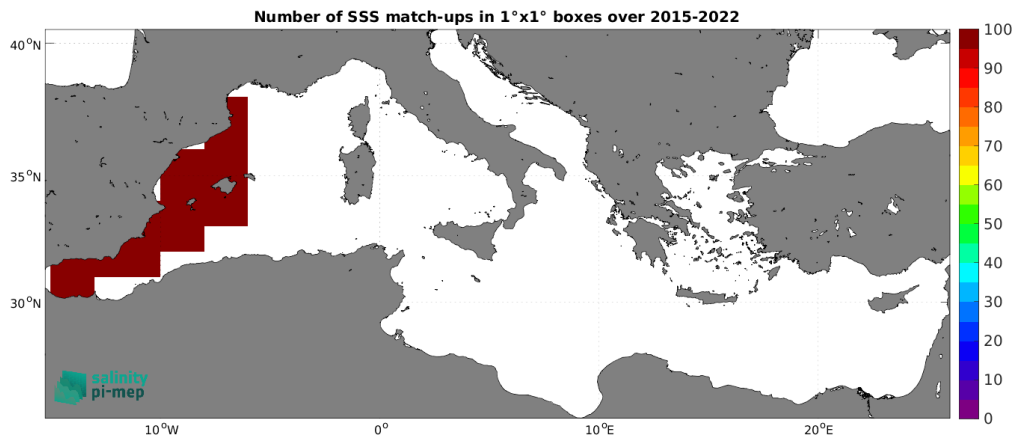 Number of SSS match-ups in 1°x1° boxes over 2015-2022
40°N
35°N
30°N
10°W
0°
10°E
20°E
100
90
80
70
60
50
40
30
20
10
0
salinity
pi-mep